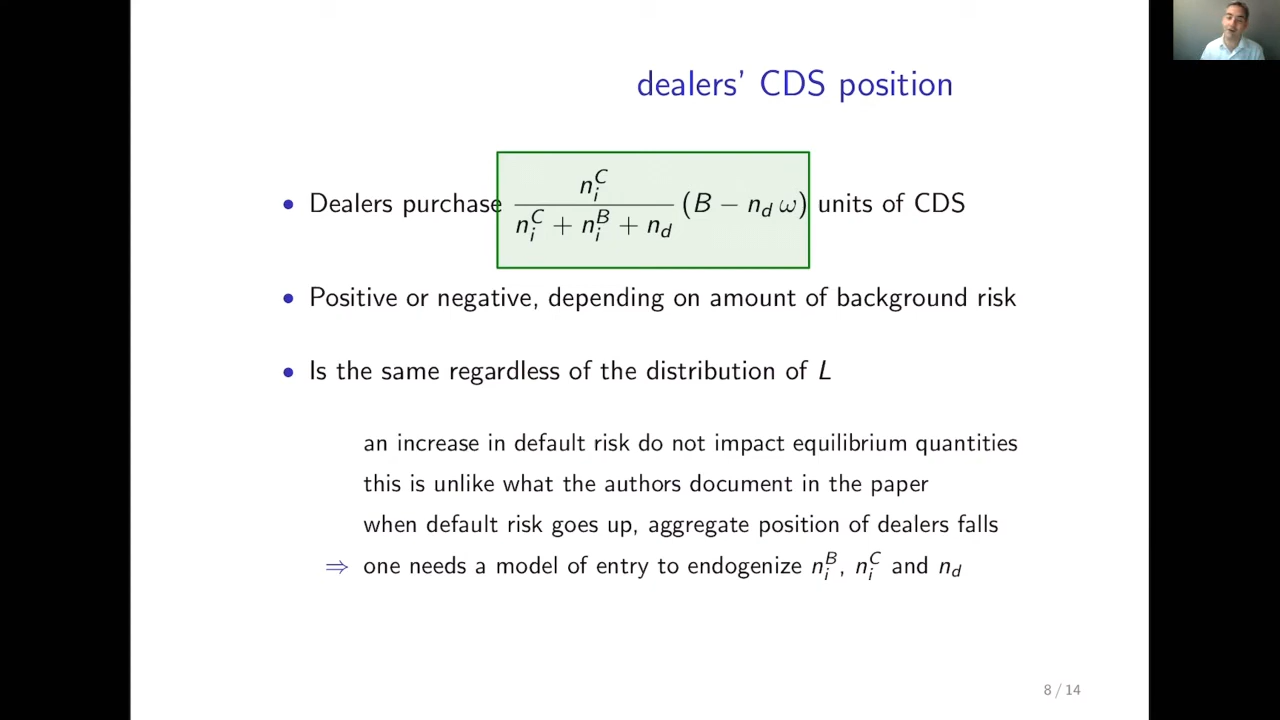 dealers' CDS position
• Dealers purchase \frac{n_i^C}{n_i^C + n_i^B + n_d} (B − n_d ω) units of CDS
• Positive or negative, depending on amount of background risk
• Is the same regardless of the distribution of L
an increase in default risk do not impact equilibrium quantities
this is unlike what the authors document in the paper
when default risk goes up, aggregate position of dealers falls
⇒ one needs a model of entry to endogenize n_i^B, n_i^C and n_d
8 / 14